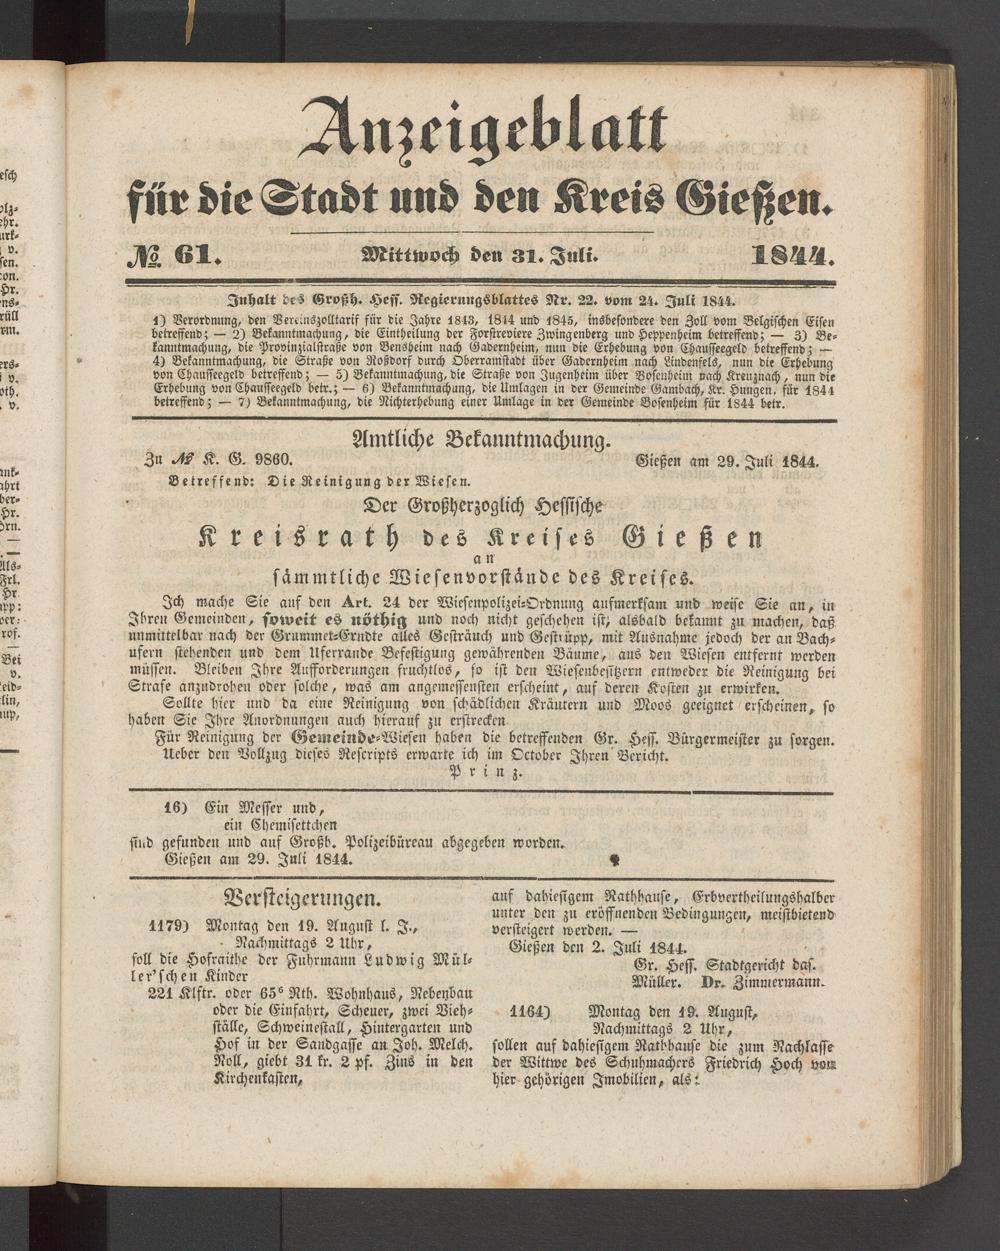 Anzeigeblatt
für die Stadt und den Kreis Gießen.
№ 61. Mittwoch den 31. Juli. 1844.
Inhalt des Großh. Hess. Regierungsblattes Nr. 22. vom 24. Juli 1844.
1) Verordnung, den Vereinszolltarif für die Jahre 1843, 1844 und 1845, insbesondere den Zoll vom Belgischen Eisen
betreffend; — 2) Bekanntmachung, die Eintheilung der Forstreviere Zwingenberg und Heppenheim betreffend; — 3) Be-
kanntmachung, die Provinzialstraße von Bensheim nach Gadernheim, nun die Erhebung von Chausseegeld betreffend; —
4) Bekanntmachung, die Straße von Roßdorf durch Oberramstadt über Gadernheim nach Lindenfels, nun die Erhebung
von Chausseegeld betreffend; — 5) Bekanntmachung, die Straße von Jugenheim über Bosenheim nach Kreuznach, nun die
Erhebung von Chausseegeld betr.; — 6) Bekanntmachung, die Umlagen in der Gemeinde Gambach, Kr. Hungen, für 1844
betreffend; — 7) Bekanntmachung, die Nichterhebung einer Umlage in der Gemeinde Bosenheim für 1844 betr.
Amtliche Bekanntmachung.
Zu № K. G. 9860. Gießen am 29. Juli 1844.
Betreffend: Die Reinigung der Wiesen.
Der Großherzoglich Hessische
Kreisrath des Kreises Gießen
an
sämmtliche Wiesenvorstände des Kreises.
Ich mache Sie auf den Art. 24 der Wiesenpolizei-Ordnung aufmerksam und weise Sie an, in
Ihren Gemeinden, soweit es nöthig und noch nicht geschehen ist, alsbald bekannt zu machen, daß
unmittelbar nach der Grummet-Erndte alles Gesträuch und Gestrüpp, mit Ausnahme jedoch der an Bach-
ufern stehenden und dem Uferrande Befestigung gewährenden Bäume, aus den Wiesen entfernt werden
müssen. Bleiben Ihre Aufforderungen fruchtlos, so ist den Wiesenbesitzern entweder die Reinigung bei
Strafe anzudrohen oder solche, was am angemessensten erscheint, auf deren Kosten zu erwirken.
Sollte hier und da eine Reinigung von schädlichen Kräutern und Moos geeignet erscheinen, so
haben Sie Ihre Anordnungen auch hierauf zu erstrecken
Für Reinigung der Gemeinde-Wiesen haben die betreffenden Gr. Hess. Bürgermeister zu sorgen.
Ueber den Vollzug dieses Rescripts erwarte ich im October Ihren Bericht.
Prinz.
16) Ein Messer und,
ein Chemisettchen
sind gefunden und auf Großh. Polizeibüreau abgegeben worden.
Gießen am 29. Juli 1844.
Versteigerungen.
1179) Montag den 19. August l. J.,
Nachmittags 2 Uhr,
soll die Hofraithe der Fuhrmann Ludwig Mül-
ler'schen Kinder
221 Klftr. oder 65⁶ Rth. Wohnhaus, Nebenbau
oder die Einfahrt, Scheuer, zwei Vieh-
ställe, Schweinestall, Hintergarten und
Hof in der Sandgasse an Joh. Melch.
Noll, giebt 31 kr. 2 pf. Zins in den
Kirchenkasten,
auf dahiesigem Rathhause, Erbvertheilungshalber
unter den zu eröffnenden Bedingungen, meistbietend
versteigert werden. —
Gießen den 2. Juli 1844.
Gr. Hess. Stadtgericht das.
Müller. Dr. Zimmermann.
1164) Montag den 19. August,
Nachmittags 2 Uhr,
sollen auf dahiesigem Rathhause die zum Nachlasse
der Wittwe des Schuhmachers Friedrich Hoch von
hier gehörigen Imobilien, als: